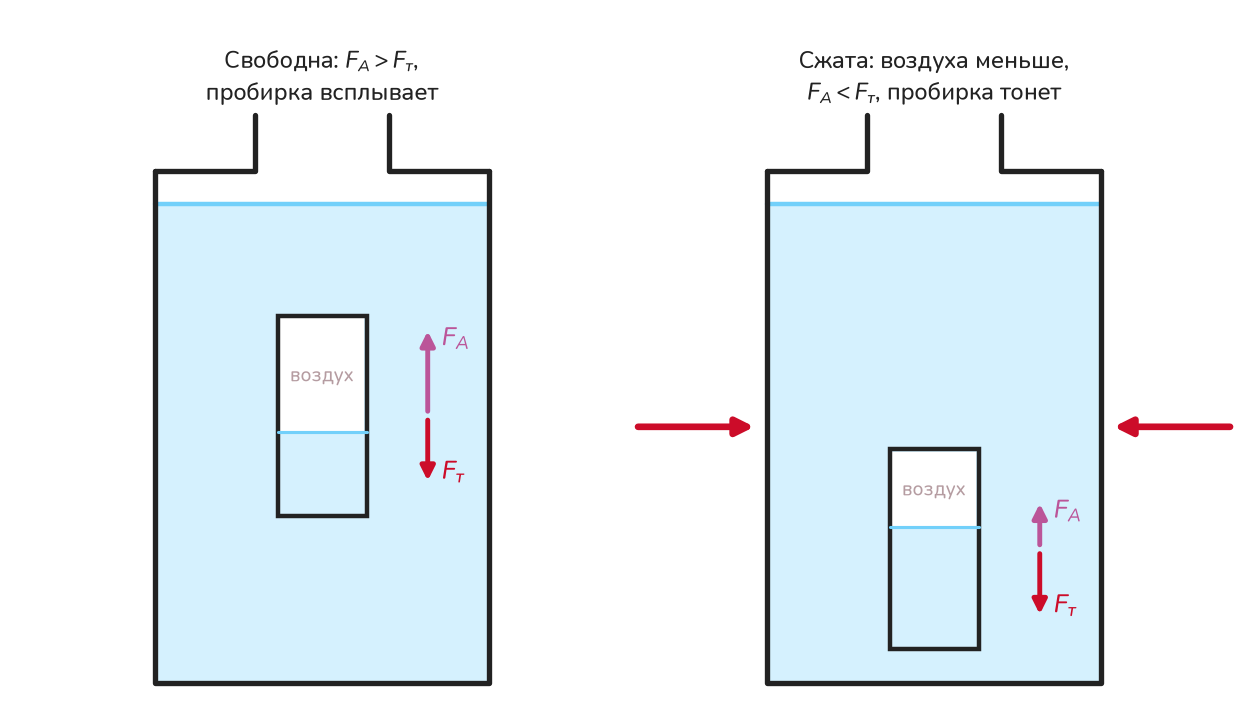 Свободна: F_A > F_т,
пробирка всплывает
воздух
F_A
F_т
Сжата: воздуха меньше,
F_A < F_т, пробирка тонет
воздух
F_A
F_т